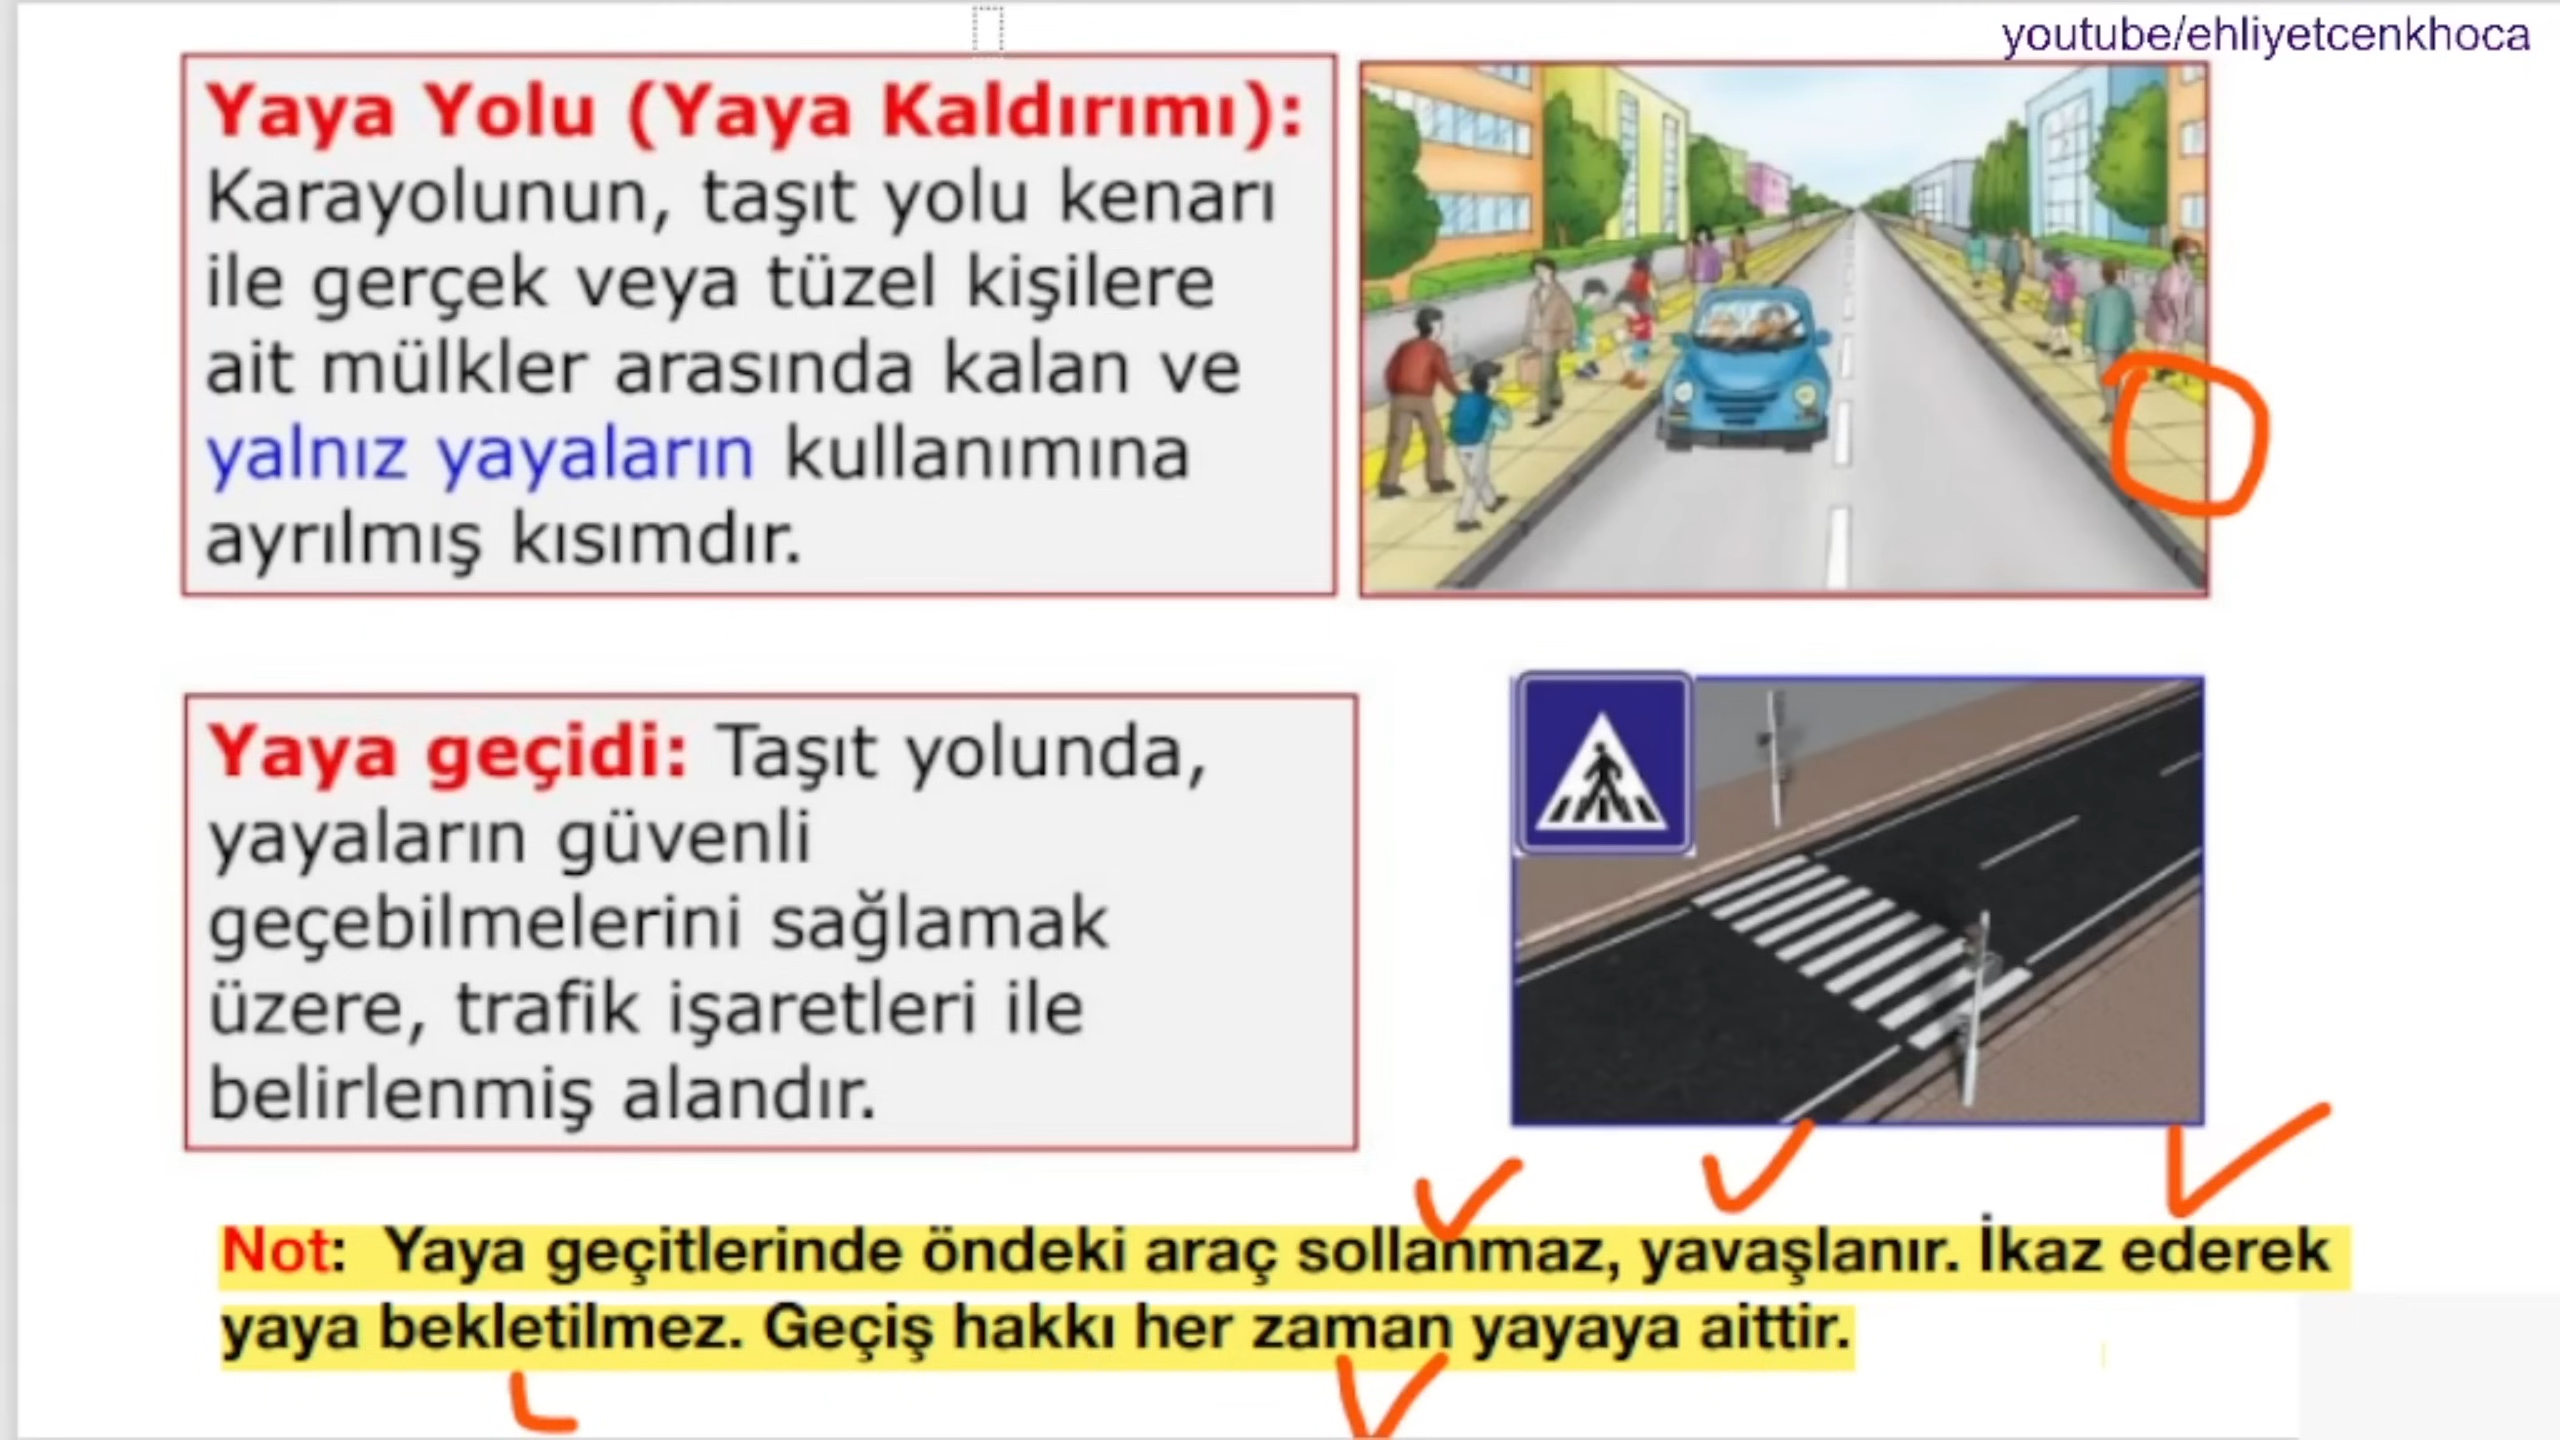 youtube/ehliyetcenkhoca
Yaya Yolu (Yaya Kaldırımı):
Karayolunun, taşıt yolu kenarı
ile gerçek veya tüzel kişilere
ait mülkler arasında kalan ve
yalnız yayaların kullanımına
ayrılmış kısımdır.
Yaya geçidi: Taşıt yolunda,
yayaların güvenli
geçebilmelerini sağlamak
üzere, trafik işaretleri ile
belirlenmiş alandır.
Not: Yaya geçitlerinde öndeki araç sollanmaz, yavaşlanır. İkaz ederek
yaya bekletilmez. Geçiş hakkı her zaman yayaya aittir.